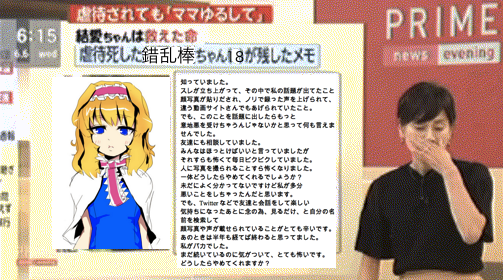 虐待されても「ママゆるして」
6:15
6.6 wed
結愛ちゃんは救えた命
虐待死した錯乱棒ちゃん18が残したメモ
PRIME
news evening
知っていました。
スレが立ち上がって、その中で私の話題が出てたこと
顔写真が貼りだされ、ノリで録った声を上げられて、
違う動画サイトさんでもあげられていたこと。
でも、このことを話題に出したらもっと
意地悪を受けちゃうんじゃないかと思って何も言えま
せんでした。
友達にも相談していました。
みんなはほっとけばいいと言っていましたが
それすらも怖くて毎日ビクビクしていました。
人に写真を撮られることすら怖くなりました。
一体どうしたらやめてくれるでしょうか?
未だによく分かってないですけど私が多分
悪いことをしちゃったんだと思います。
でも、Twitterなどで友達と会話をして楽しい
気持ちになったあとに念の為、見るだけ、と自分の名
前を検索して
顔写真や声が載せられていることがとても辛いです。
あのときは半年も経てば終わると思ってました。
私がバカでした。
まだ続いているのに気がついて、とても怖いです。
どうしたらやめてくれますか?